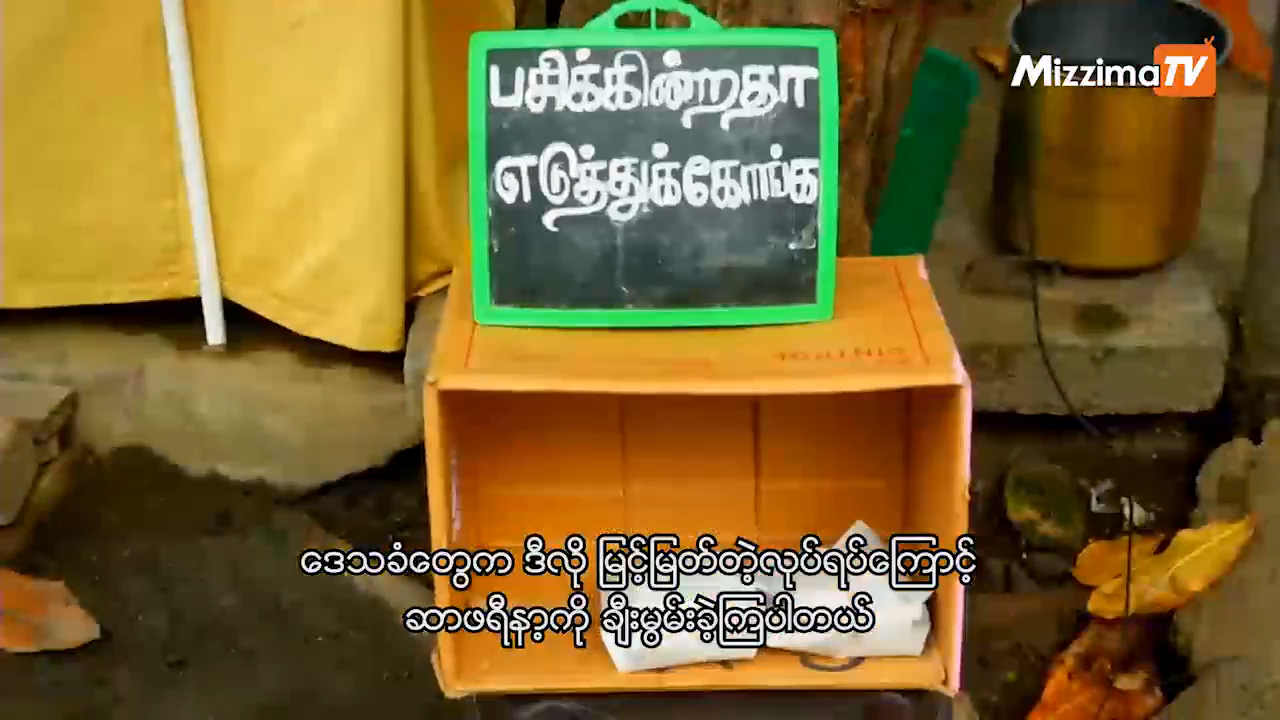 MizzimaTV
பசிக்கின்றதா
எடுத்துக்கோங்க
ဒေသခံတွေက ဒီလို မြင့်မြတ်တဲ့လုပ်ရပ်ကြောင့်
ဆာဖရီနာ့ကို ချီးမွမ်းခဲ့ကြပါတယ်